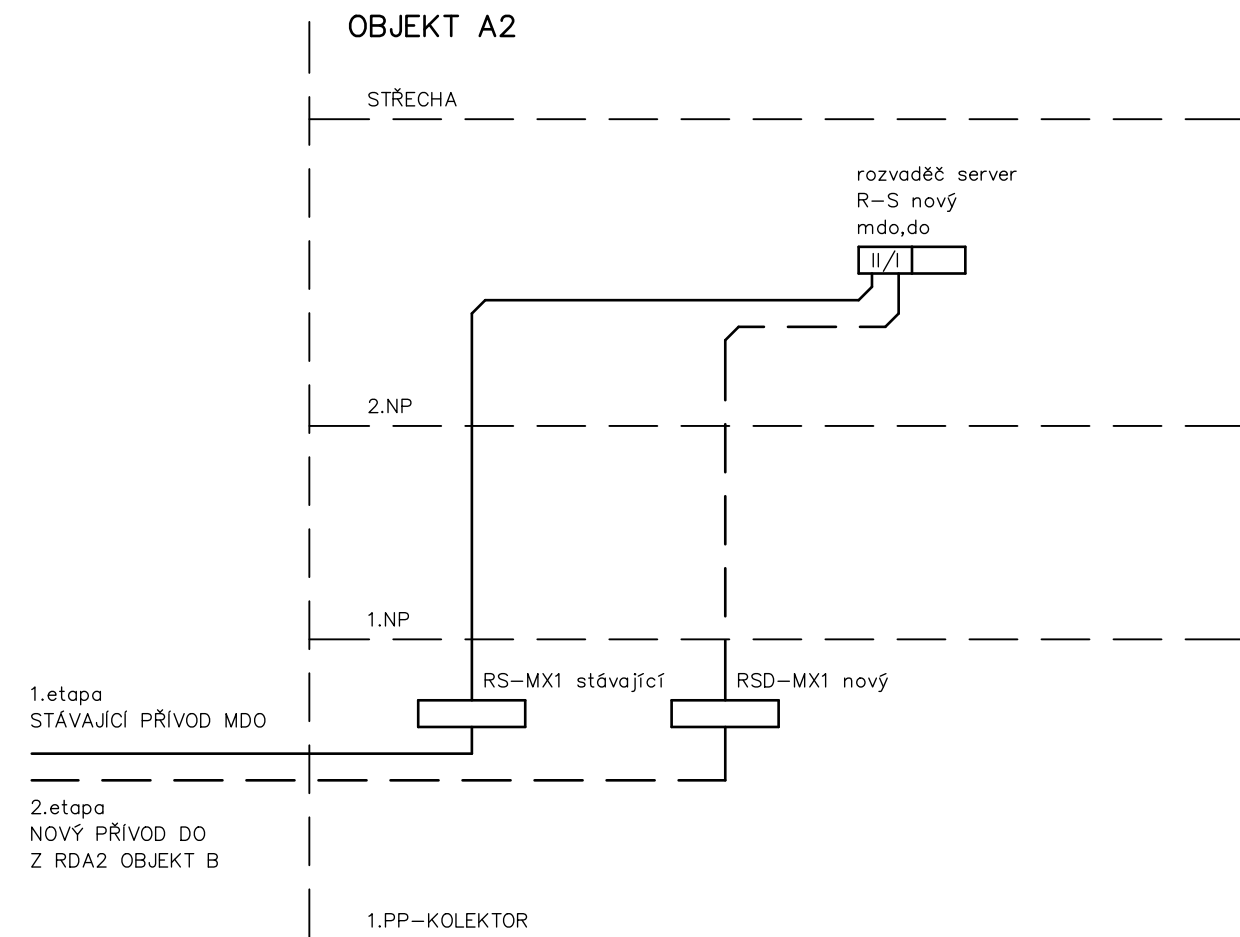 OBJEKT A2
STŘECHA
rozvaděč server
R-S nový
mdo,do
II/I
2.NP
1.NP
RS-MX1 stávající
RSD-MX1 nový
1.etapa
STÁVAJÍCÍ PŘÍVOD MDO
2.etapa
NOVÝ PŘÍVOD DO
Z RDA2 OBJEKT B
1.PP-KOLEKTOR